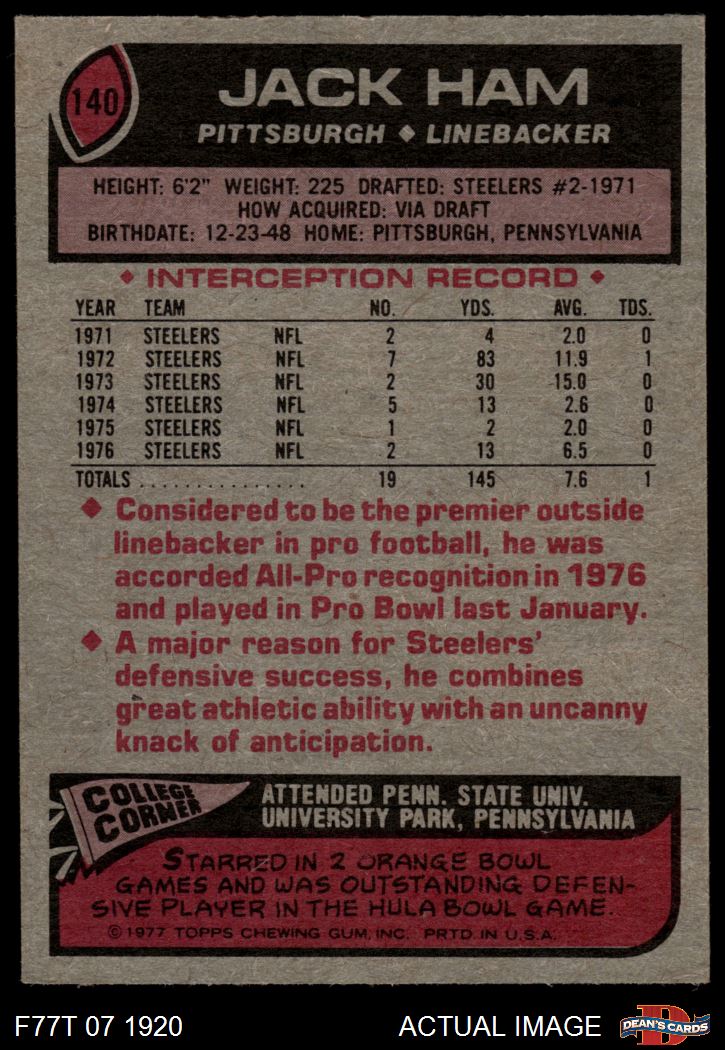 140
JACK HAM
PITTSBURGH ♦ LINEBACKER
HEIGHT: 6'2" WEIGHT: 225 DRAFTED: STEELERS #2-1971
HOW ACQUIRED: VIA DRAFT
BIRTHDATE: 12-23-48 HOME: PITTSBURGH, PENNSYLVANIA
♦ INTERCEPTION RECORD ♦
YEAR TEAM NO. YDS. AVG. TDS.
1971 STEELERS NFL 2 4 2.0 0
1972 STEELERS NFL 7 83 11.9 1
1973 STEELERS NFL 2 30 15.0 0
1974 STEELERS NFL 5 13 2.6 0
1975 STEELERS NFL 1 2 2.0 0
1976 STEELERS NFL 2 13 6.5 0
TOTALS . . . . . . . . . . . . . . . 19 145 7.6 1
♦ Considered to be the premier outside
linebacker in pro football, he was
accorded All-Pro recognition in 1976
and played in Pro Bowl last January.
♦ A major reason for Steelers'
defensive success, he combines
great athletic ability with an uncanny
knack of anticipation.
COLLEGE
CORNER
ATTENDED PENN. STATE UNIV.
UNIVERSITY PARK, PENNSYLVANIA
STARRED IN 2 ORANGE BOWL
GAMES AND WAS OUTSTANDING DEFEN-
SIVE PLAYER IN THE HULA BOWL GAME.
© 1977 TOPPS CHEWING GUM, INC. PRTD. IN U.S.A.
F77T 07 1920 ACTUAL IMAGE
D
DEAN'S CARDS